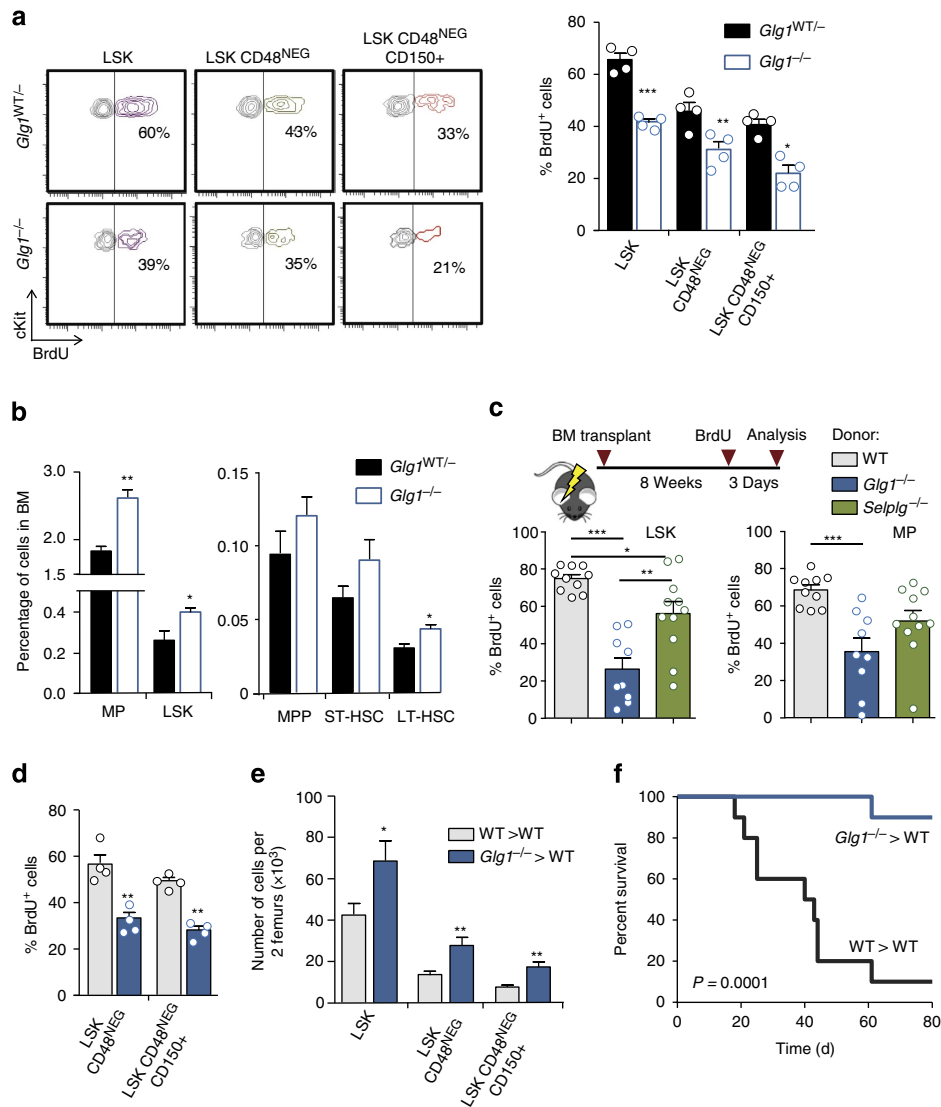 a
LSK
LSK CD48NEG
LSK CD48NEG
CD150+
Glg1WT/–
60%
43%
33%
Glg1–/–
39%
35%
21%
cKit
BrdU
% BrdU+ cells
80
60
40
20
0
Glg1WT/–
Glg1–/–
***
**
*
LSK
LSK
CD48NEG
LSK CD48NEG
CD150+
b
Percentage of cells in BM
3.0
2.0
1.5
0.4
0.2
0.0
**
*
MP
LSK
0.15
0.10
0.05
0
Glg1WT/–
Glg1–/–
*
MPP
ST-HSC
LT-HSC
c
BM transplant
BrdU
Analysis
8 Weeks
3 Days
Donor:
WT
Glg1–/–
Selplg–/–
LSK
% BrdU+ cells
100
80
60
40
20
0
***
*
**
MP
% BrdU+ cells
100
80
60
40
20
0
***
d
% BrdU+ cells
80
60
40
20
0
**
**
LSK
CD48NEG
LSK CD48NEG
CD150+
e
Number of cells per
2 femurs (×103)
100
80
60
40
20
0
WT >WT
Glg1–/– > WT
*
**
**
LSK
LSK
CD48NEG
LSK CD48NEG
CD150+
f
Percent survival
100
80
60
40
20
0
Glg1–/– > WT
WT > WT
P = 0.0001
0
20
40
60
80
Time (d)